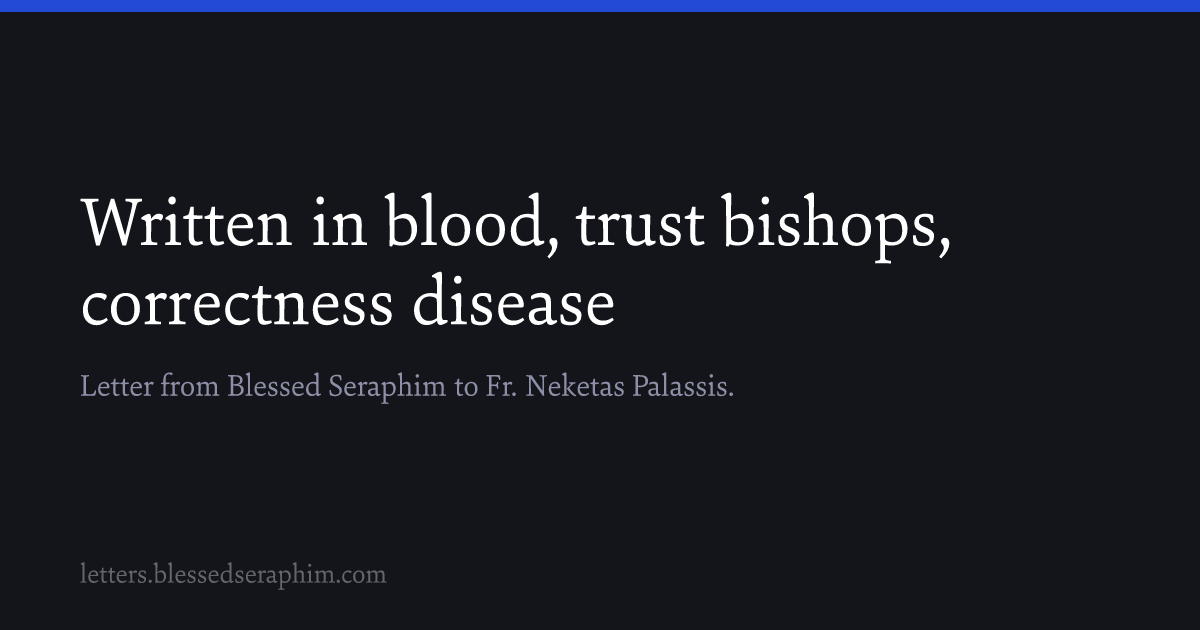 Written in blood, trust bishops,
correctness disease
Letter from Blessed Seraphim to Fr. Neketas Palassis.
letters.blessedseraphim.com